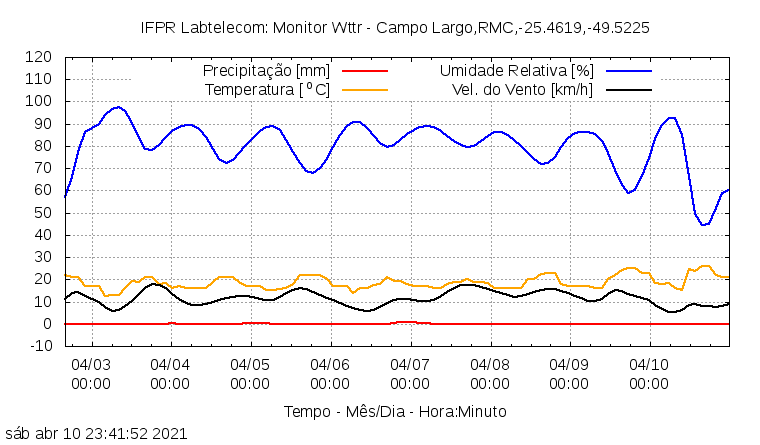 IFPR Labtelecom: Monitor Wttr - Campo Largo,RMC,-25.4619,-49.5225
120
110
100
90
80
70
60
50
40
30
20
10
0
-10
Precipitação [mm]
Temperatura [⁰C]
Umidade Relativa [%]
Vel. do Vento [km/h]
04/03 04/04 04/05 04/06 04/07 04/08 04/09 04/10
00:00 00:00 00:00 00:00 00:00 00:00 00:00 00:00
Tempo - Mês/Dia - Hora:Minuto
sáb abr 10 23:41:52 2021